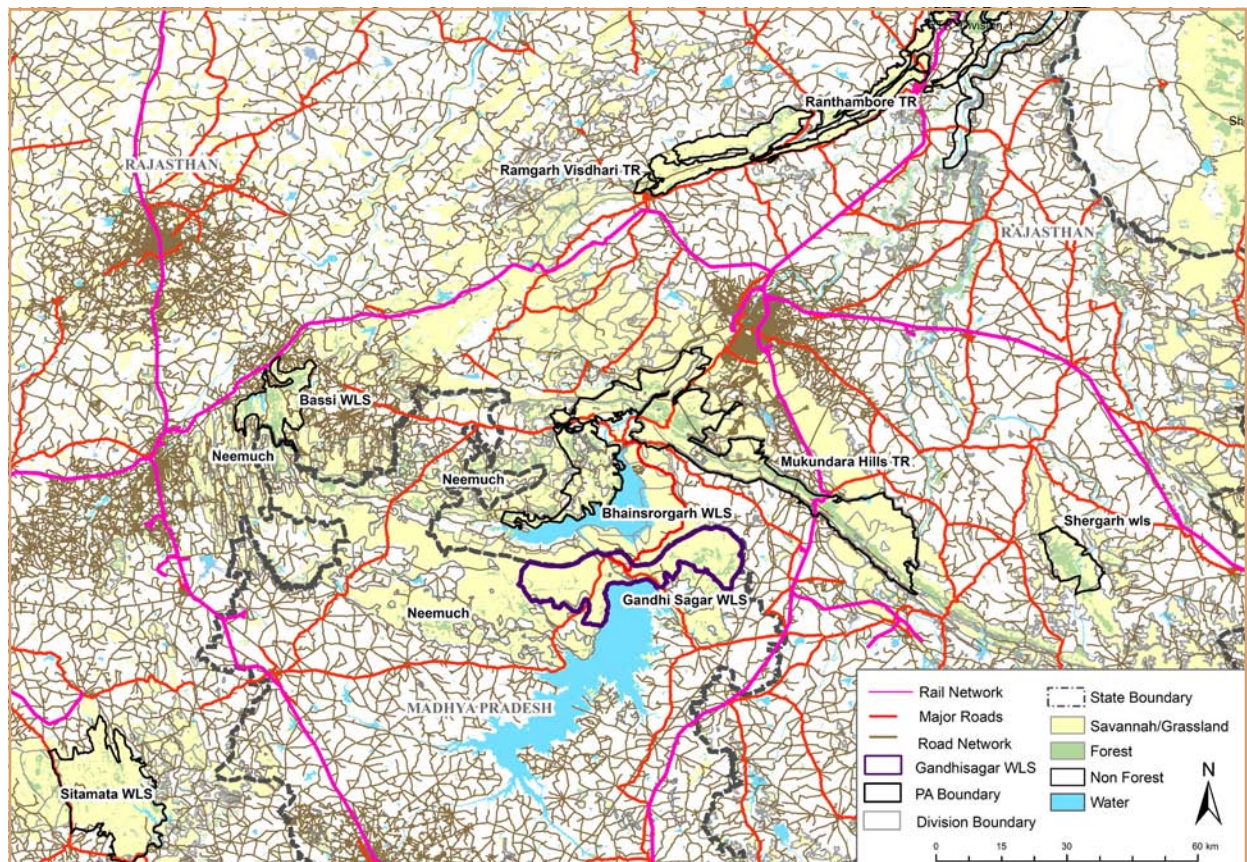 Division_1
Ranthambore TR
Sh
RAJASTHAN
Ramgarh Visdhari TR
RAJASTHAN
Bassi WLS
Neemuch
Neemuch
Mukundara Hills TR
Bhainsrorgarh WLS
Shergarh wls
Gandhi Sagar WLS
Neemuch
MADHYA PRADESH
Sitamata WLS
Rail Network
Major Roads
Road Network
Gandhisagar WLS
PA Boundary
Division Boundary
State Boundary
Savannah/Grassland
Forest
Non Forest
Water
N
0 15 30 60 km